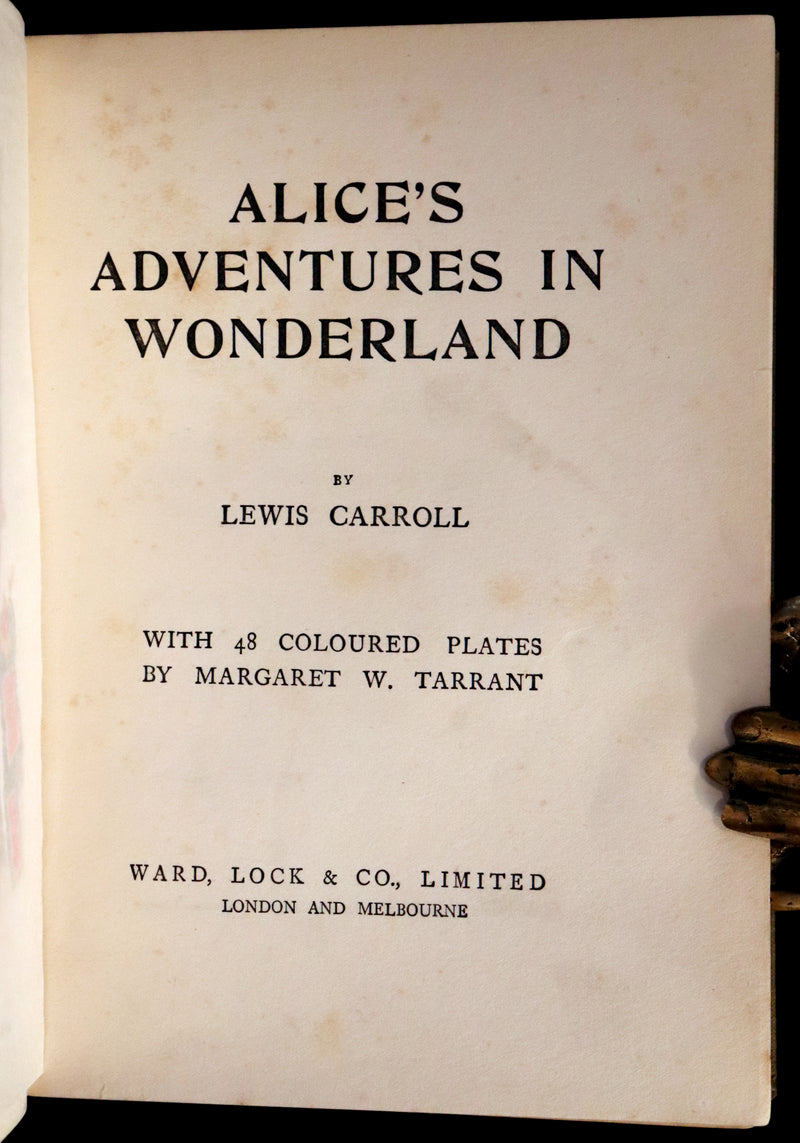 ALICE'S
ADVENTURES IN
WONDERLAND
BY
LEWIS CARROLL
WITH 48 COLOURED PLATES
BY MARGARET W. TARRANT
WARD, LOCK & CO., LIMITED
LONDON AND MELBOURNE